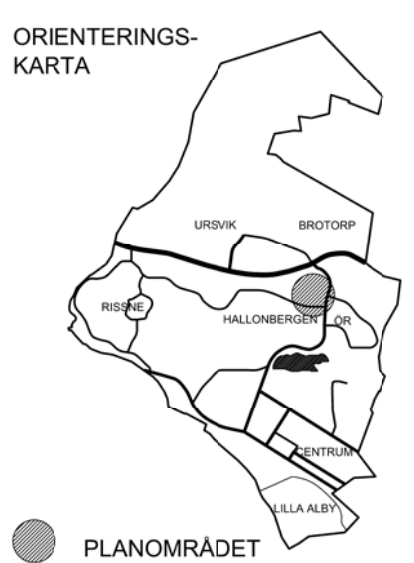 ORIENTERINGS-
KARTA
URSVIK
BROTORP
RISSNE
HALLONBERGEN
ÖR
CENTRUM
LILLA ALBY
PLANOMRÅDET